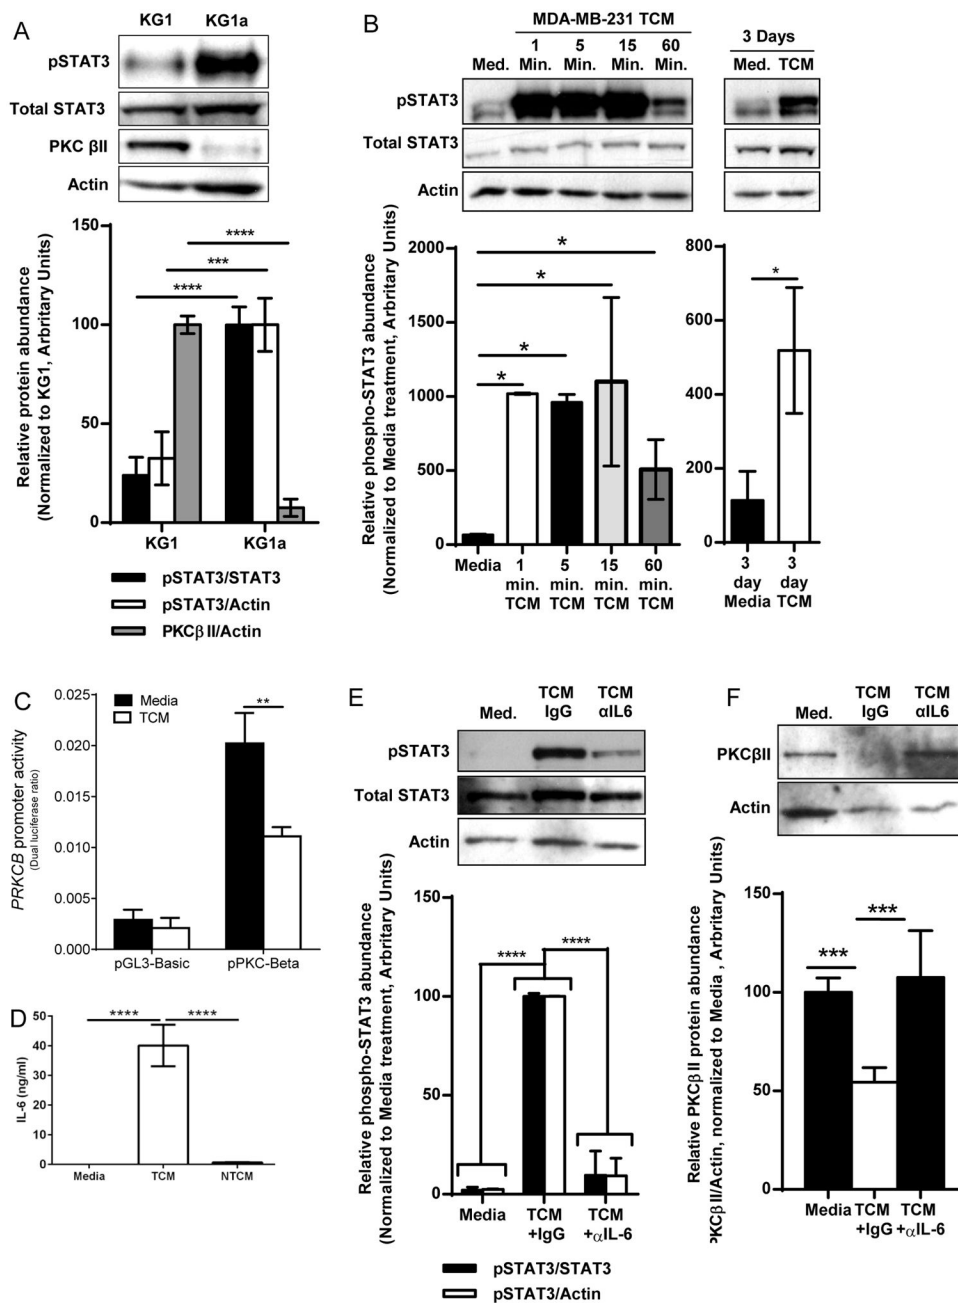 A
KG1 KG1a
pSTAT3
Total STAT3
PKC βII
Actin
Relative protein abundance
(Normalized to KG1, Arbritary Units)
150
100
50
0
****
***
****
KG1 KG1a
pSTAT3/STAT3
pSTAT3/Actin
PKCβ II/Actin
B
MDA-MB-231 TCM
1 5 15 60
Med. Min. Min. Min. Min.
3 Days
Med. TCM
pSTAT3
Total STAT3
Actin
Relative phospho-STAT3 abundance
(Normalized to Media treatment, Arbritary Units)
2000
1500
1000
500
0
*
*
*
*
Media 1 5 15 60
min. min. min. min.
TCM TCM TCM TCM
800
600
400
200
0
*
3 3
day day
Media TCM
C
PRKCB promoter activity
(Dual luciferase ratio)
0.025
0.020
0.015
0.010
0.005
0.000
Media
TCM
**
pGL3-Basic pPKC-Beta
D
IL-6 (ng/ml)
50
40
30
20
10
0
**** ****
Media TCM NTCM
E
TCM TCM
Med. IgG αIL6
pSTAT3
Total STAT3
Actin
Relative phospho-STAT3 abundance
(Normalized to Media treatment, Arbritary Units)
150
100
50
0
**** ****
Media TCM TCM
+IgG +αIL-6
pSTAT3/STAT3
pSTAT3/Actin
F
TCM TCM
Med. IgG αIL6
PKCβII
Actin
Relative PKCβ II protein abundance
PKCβ II/Actin, normalized to Media , Arbritary Units)
150
100
50
0
***
***
Media TCM TCM
+IgG +αIL-6